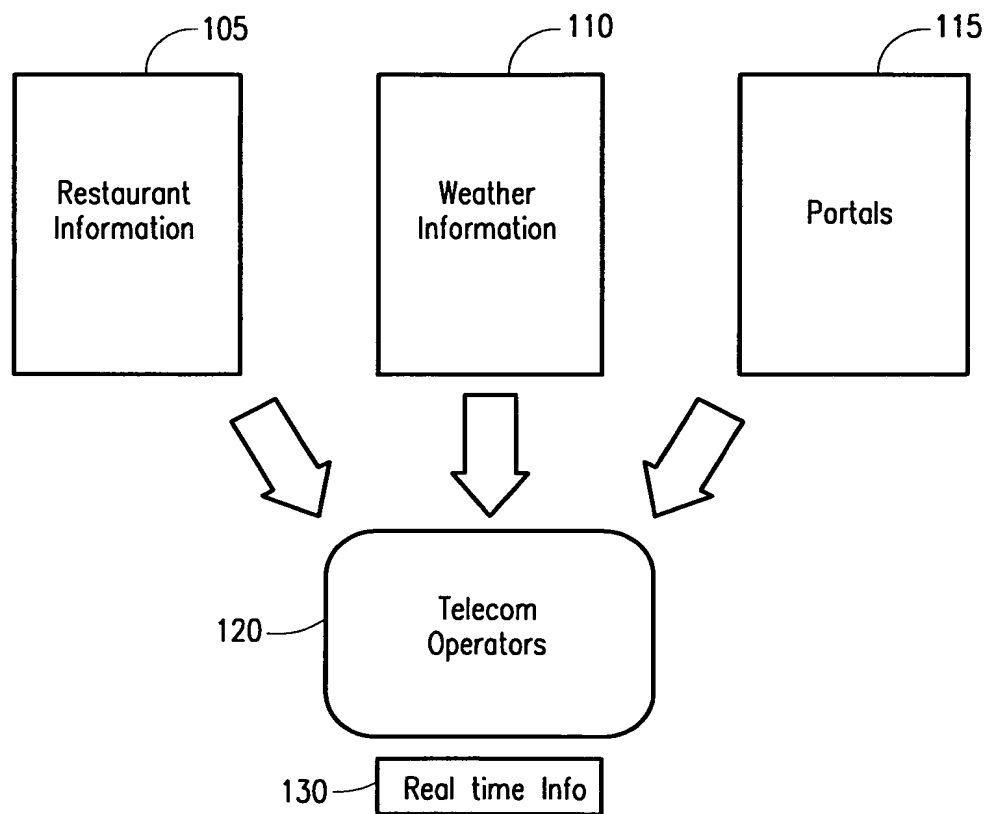 105
110
115
Restaurant
Information
Weather
Information
Portals
120
Telecom
Operators
130
Real time Info